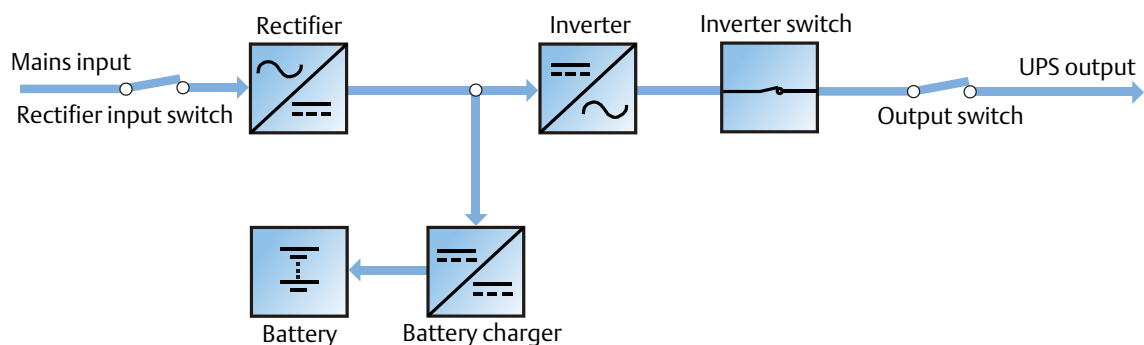 Rectifier
Inverter
Inverter switch
Mains input
UPS output
Rectifier input switch
Output switch
Battery
Battery charger